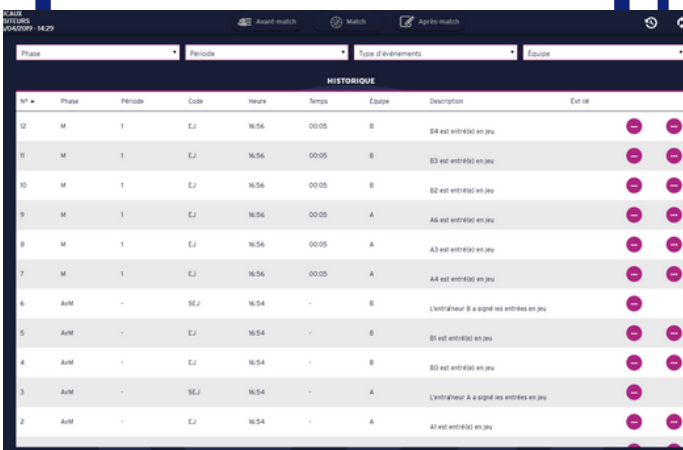 OCAUX
SITEURS
/04/2019 - 14:29
Avant-match
Match
Après-match
Phase
Période
Type d'événements
Équipe
HISTORIQUE
N° Phase Période Code Heure Temps Équipe Description Evt lié
12 M 1 EJ 16:56 00:05 B B4 est entré(e) en jeu
11 M 1 EJ 16:56 00:05 B B3 est entré(e) en jeu
10 M 1 EJ 16:56 00:05 B B2 est entré(e) en jeu
9 M 1 EJ 16:56 00:05 A A6 est entré(e) en jeu
8 M 1 EJ 16:56 00:05 A A3 est entré(e) en jeu
7 M 1 EJ 16:56 00:05 A A4 est entré(e) en jeu
6 AvM - SEJ 16:54 - B L'entraîneur B a signé les entrées en jeu
5 AvM - EJ 16:54 - B B1 est entré(e) en jeu
4 AvM - EJ 16:54 - B B0 est entré(e) en jeu
3 AvM - SEJ 16:54 - A L'entraîneur A a signé les entrées en jeu
2 AvM - EJ 16:54 - A A1 est entré(e) en jeu